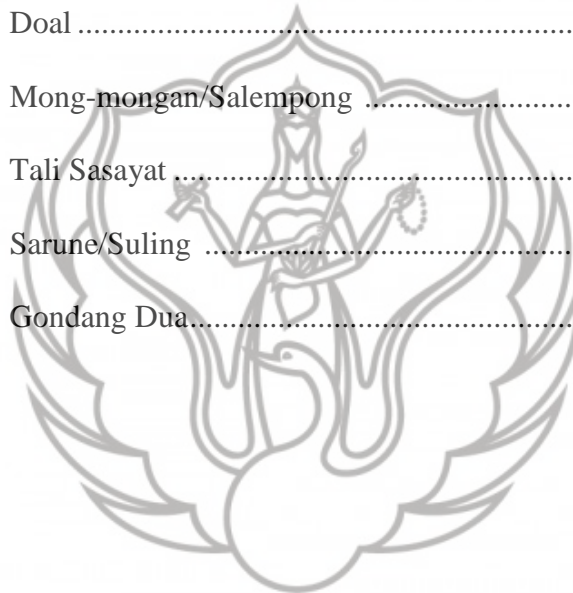 Doal .............................................................
Mong-mongan/Salempong ..............................
Tali Sasayat ..................................................
Sarune/Suling ..............................................
Gondang Dua................................................